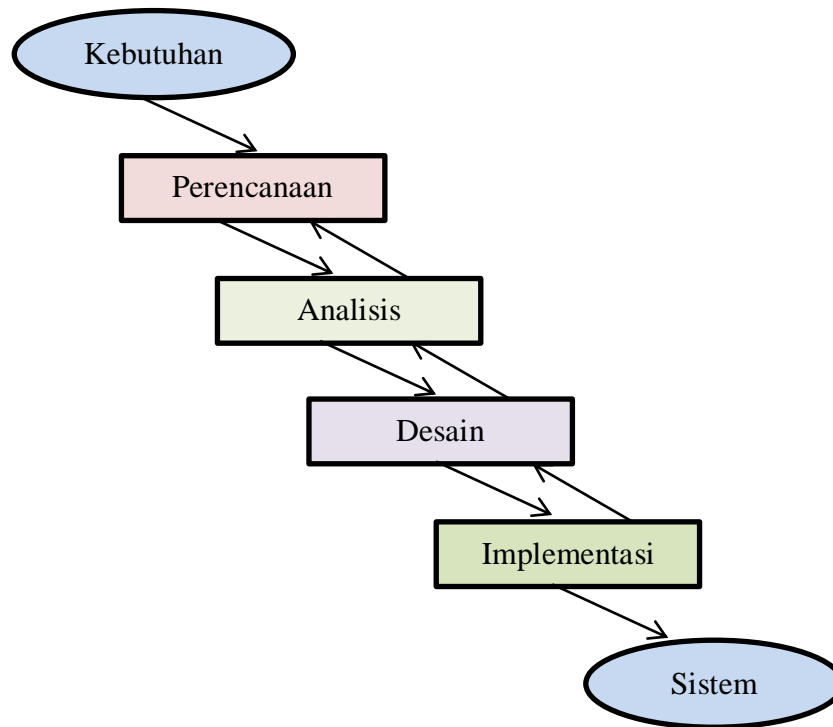 Kebutuhan
Perencanaan
Analisis
Desain
Implementasi
Sistem